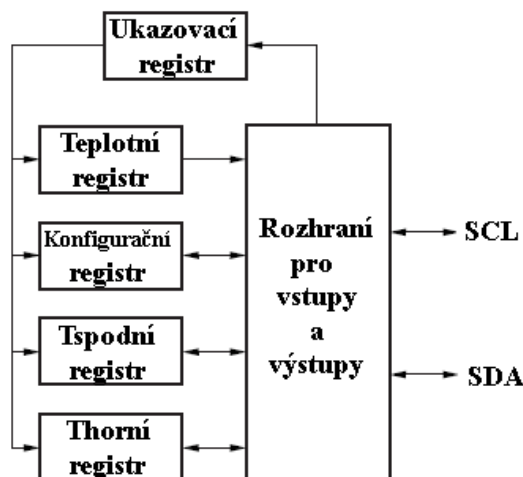 Ukazovací
registr
Teplotní
registr
Konfigurační
registr
Tspodní
registr
Thorní
registr
Rozhraní
pro
vstupy
a
výstupy
SCL
SDA